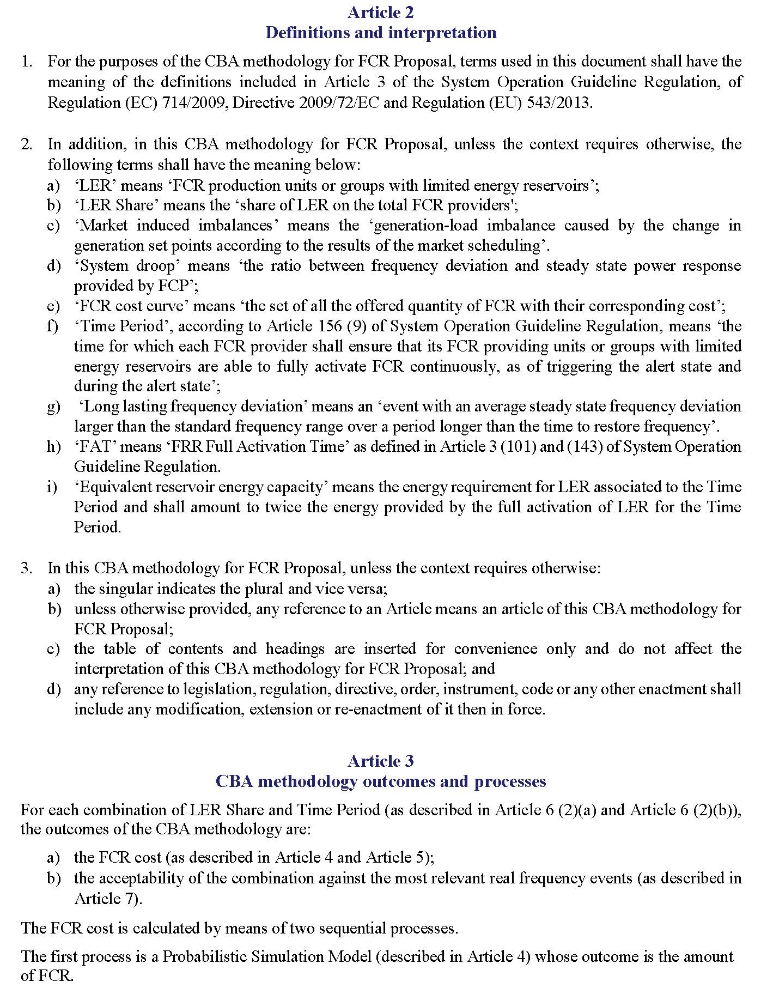 Article 2
Definitions and interpretation
1. For the purposes of the CBA methodology for FCR Proposal, terms used in this document shall have the
meaning of the definitions included in Article 3 of the System Operation Guideline Regulation, of
Regulation (EC) 714/2009, Directive 2009/72/EC and Regulation (EU) 543/2013.
2. In addition, in this CBA methodology for FCR Proposal, unless the context requires otherwise, the
following terms shall have the meaning below:
a) ‘LER’ means ‘FCR production units or groups with limited energy reservoirs’;
b) ‘LER Share’ means the ‘share of LER on the total FCR providers';
c) ‘Market induced imbalances’ means the ‘generation-load imbalance caused by the change in
generation set points according to the results of the market scheduling’.
d) ‘System droop’ means ‘the ratio between frequency deviation and steady state power response
provided by FCP’;
e) ‘FCR cost curve’ means ‘the set of all the offered quantity of FCR with their corresponding cost’;
f) ‘Time Period’, according to Article 156 (9) of System Operation Guideline Regulation, means ‘the
time for which each FCR provider shall ensure that its FCR providing units or groups with limited
energy reservoirs are able to fully activate FCR continuously, as of triggering the alert state and
during the alert state’;
g) ‘Long lasting frequency deviation’ means an ‘event with an average steady state frequency deviation
larger than the standard frequency range over a period longer than the time to restore frequency’.
h) ‘FAT’ means ‘FRR Full Activation Time’ as defined in Article 3 (101) and (143) of System Operation
Guideline Regulation.
i) ‘Equivalent reservoir energy capacity’ means the energy requirement for LER associated to the Time
Period and shall amount to twice the energy provided by the full activation of LER for the Time
Period.
3. In this CBA methodology for FCR Proposal, unless the context requires otherwise:
a) the singular indicates the plural and vice versa;
b) unless otherwise provided, any reference to an Article means an article of this CBA methodology for
FCR Proposal;
c) the table of contents and headings are inserted for convenience only and do not affect the
interpretation of this CBA methodology for FCR Proposal; and
d) any reference to legislation, regulation, directive, order, instrument, code or any other enactment shall
include any modification, extension or re-enactment of it then in force.
Article 3
CBA methodology outcomes and processes
For each combination of LER Share and Time Period (as described in Article 6 (2)(a) and Article 6 (2)(b)),
the outcomes of the CBA methodology are:
a) the FCR cost (as described in Article 4 and Article 5);
b) the acceptability of the combination against the most relevant real frequency events (as described in
Article 7).
The FCR cost is calculated by means of two sequential processes.
The first process is a Probabilistic Simulation Model (described in Article 4) whose outcome is the amount
of FCR.